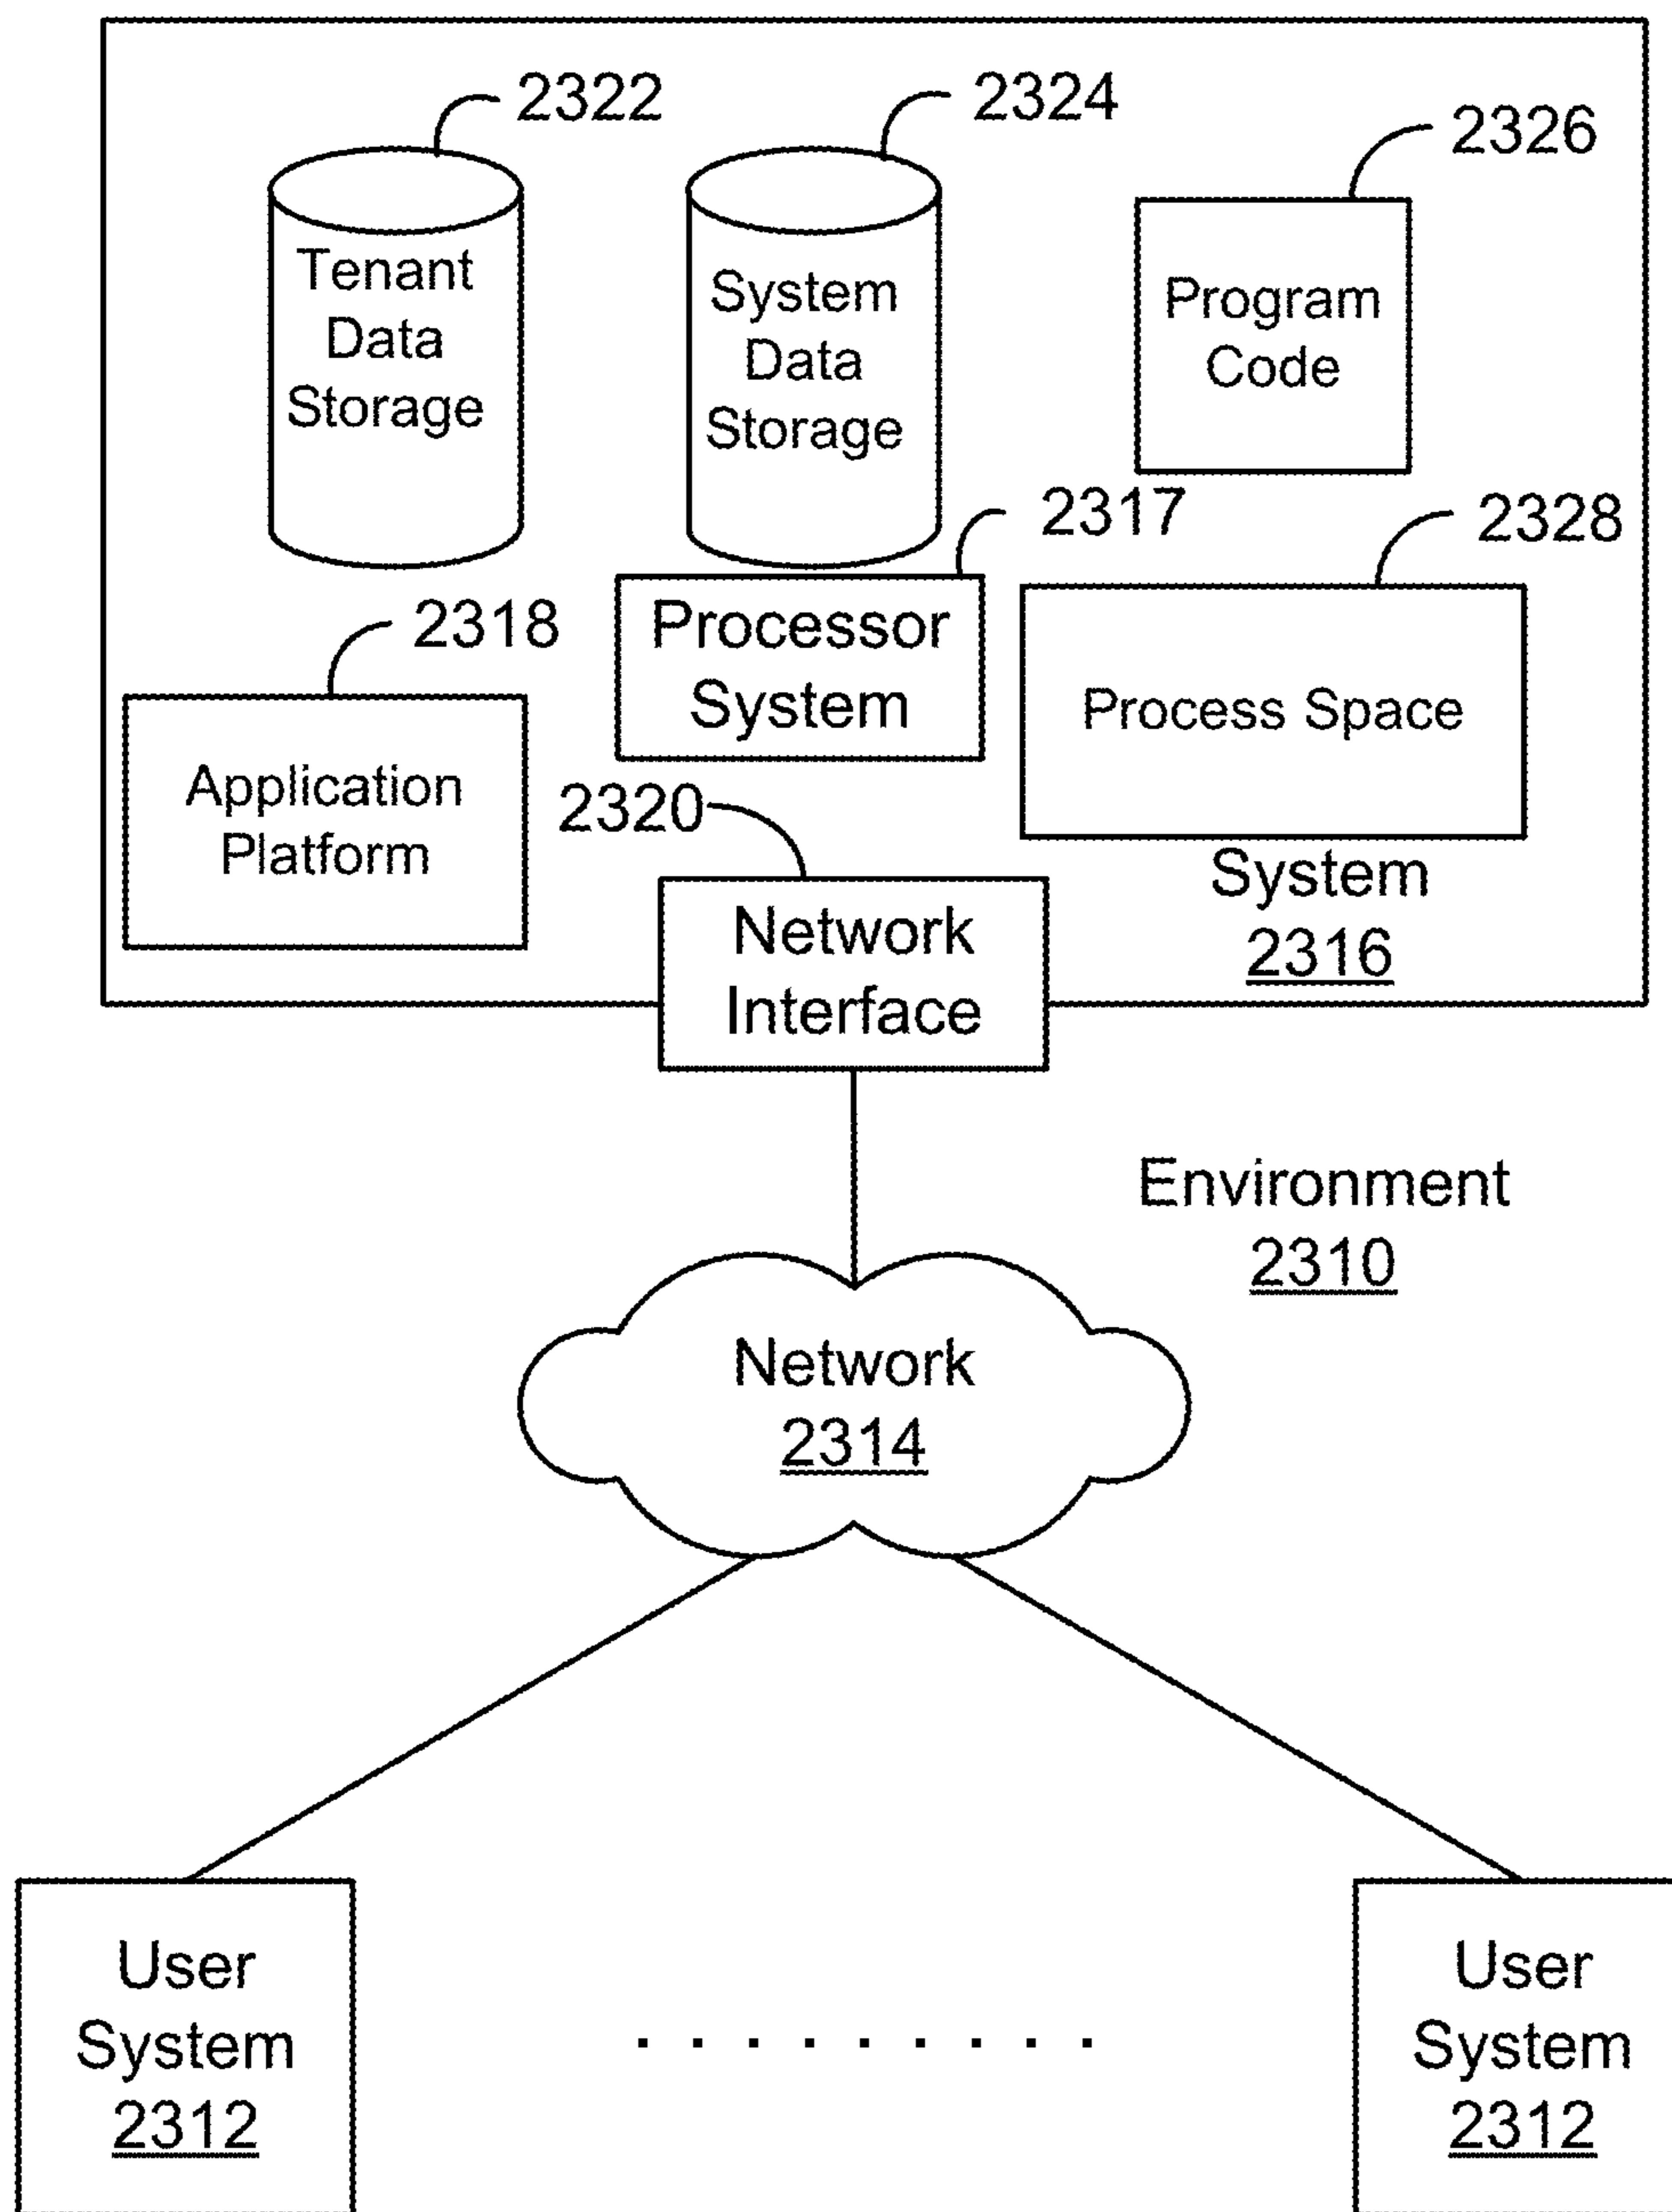 2322
2324
2326
Tenant
Data
Storage
System
Data
Storage
Program
Code
2317
2328
2318
Processor
System
Process Space
Application
Platform
2320
System
2316
Network
Interface
Environment
2310
Network
2314
User
System
2312
. . . . . . . . .
User
System
2312